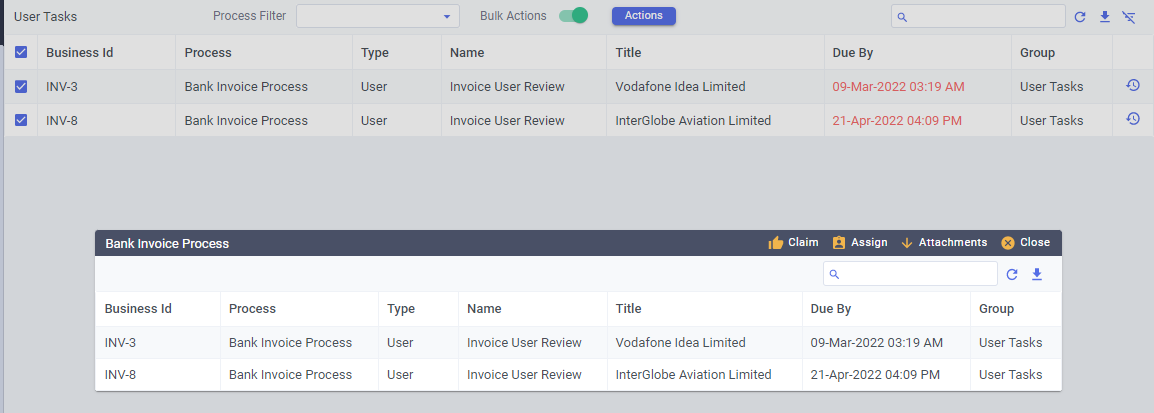 User Tasks Process Filter Bulk Actions Actions
Business Id Process Type Name Title Due By Group
INV-3 Bank Invoice Process User Invoice User Review Vodafone Idea Limited 09-Mar-2022 03:19 AM User Tasks
INV-8 Bank Invoice Process User Invoice User Review InterGlobe Aviation Limited 21-Apr-2022 04:09 PM User Tasks
Bank Invoice Process Claim Assign Attachments Close
Business Id Process Type Name Title Due By Group
INV-3 Bank Invoice Process User Invoice User Review Vodafone Idea Limited 09-Mar-2022 03:19 AM User Tasks
INV-8 Bank Invoice Process User Invoice User Review InterGlobe Aviation Limited 21-Apr-2022 04:09 PM User Tasks